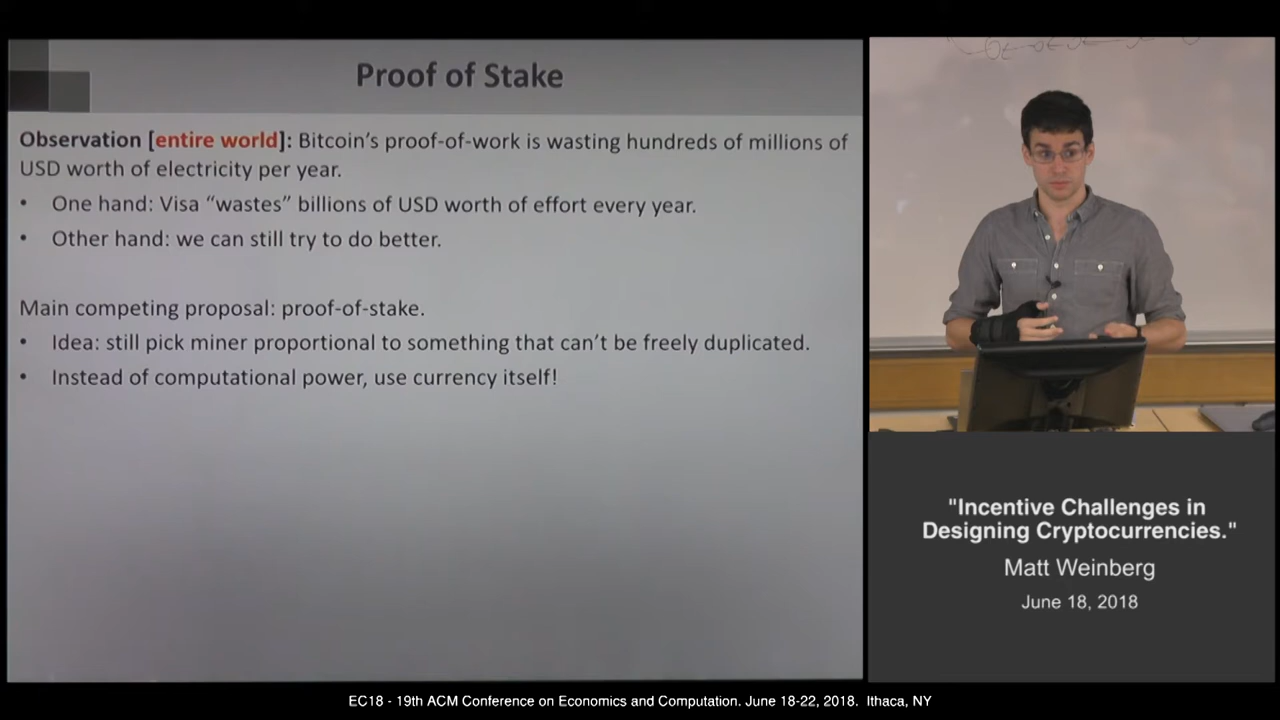 Proof of Stake
Observation [entire world]: Bitcoin's proof-of-work is wasting hundreds of millions of
USD worth of electricity per year.
• One hand: Visa “wastes” billions of USD worth of effort every year.
• Other hand: we can still try to do better.
Main competing proposal: proof-of-stake.
• Idea: still pick miner proportional to something that can't be freely duplicated.
• Instead of computational power, use currency itself!
"Incentive Challenges in
Designing Cryptocurrencies."
Matt Weinberg
June 18, 2018
EC18 - 19th ACM Conference on Economics and Computation. June 18-22, 2018. Ithaca, NY